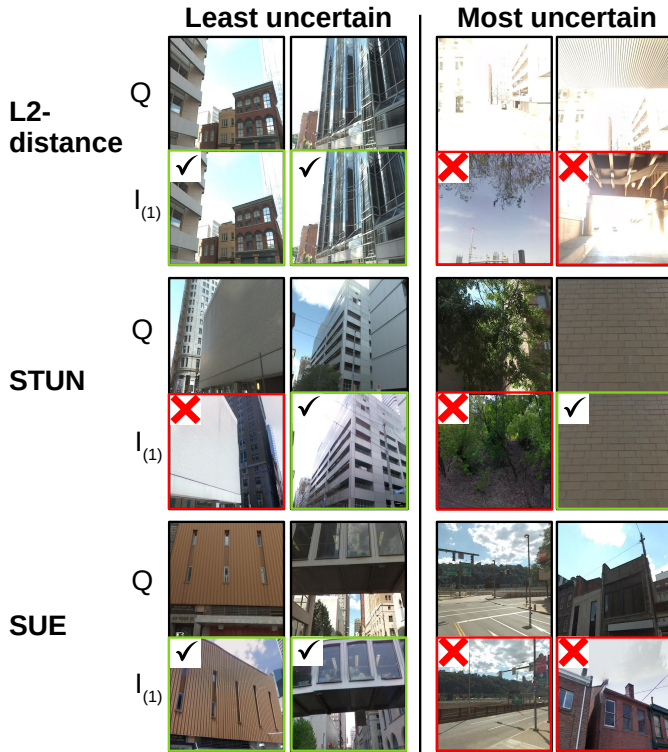 Least uncertain
Most uncertain
L2-
distance
Q
I(1)
STUN
Q
I(1)
SUE
Q
I(1)